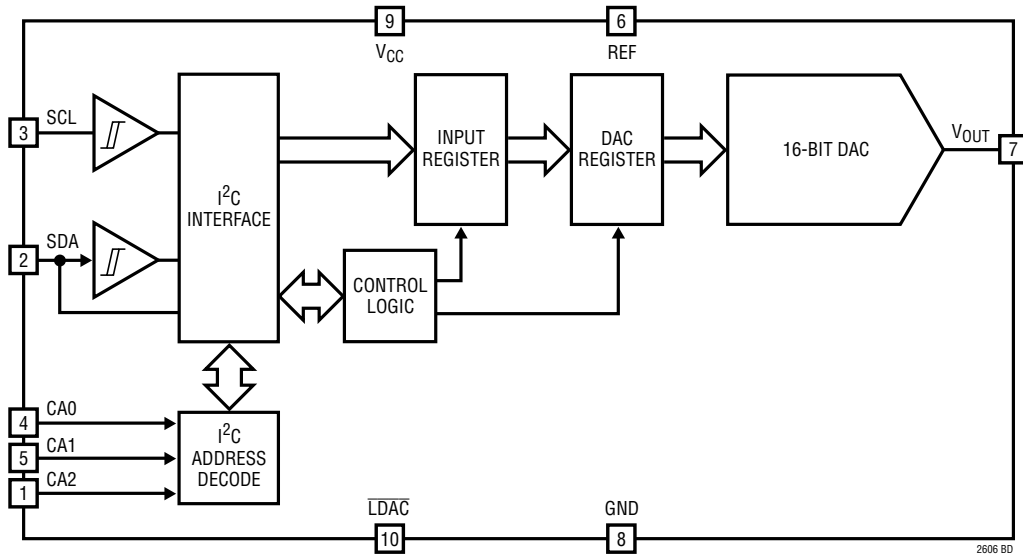 9
VCC
6
REF
3
SCL
I²C
INTERFACE
INPUT
REGISTER
DAC
REGISTER
16-BIT DAC
VOUT
7
2
SDA
CONTROL
LOGIC
4
CA0
5
CA1
1
CA2
I²C
ADDRESS
DECODE
LDAC
10
GND
8
2606 BD